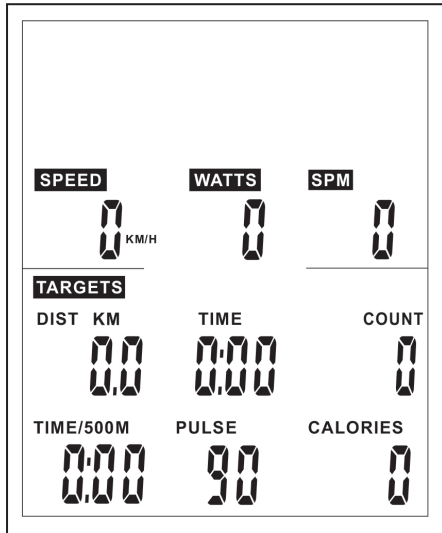 SPEED WATTS SPM
0 KM/H 0 0
TARGETS
DIST KM TIME COUNT
0.0 0:00 0
TIME/500M PULSE CALORIES
0:00 90 0